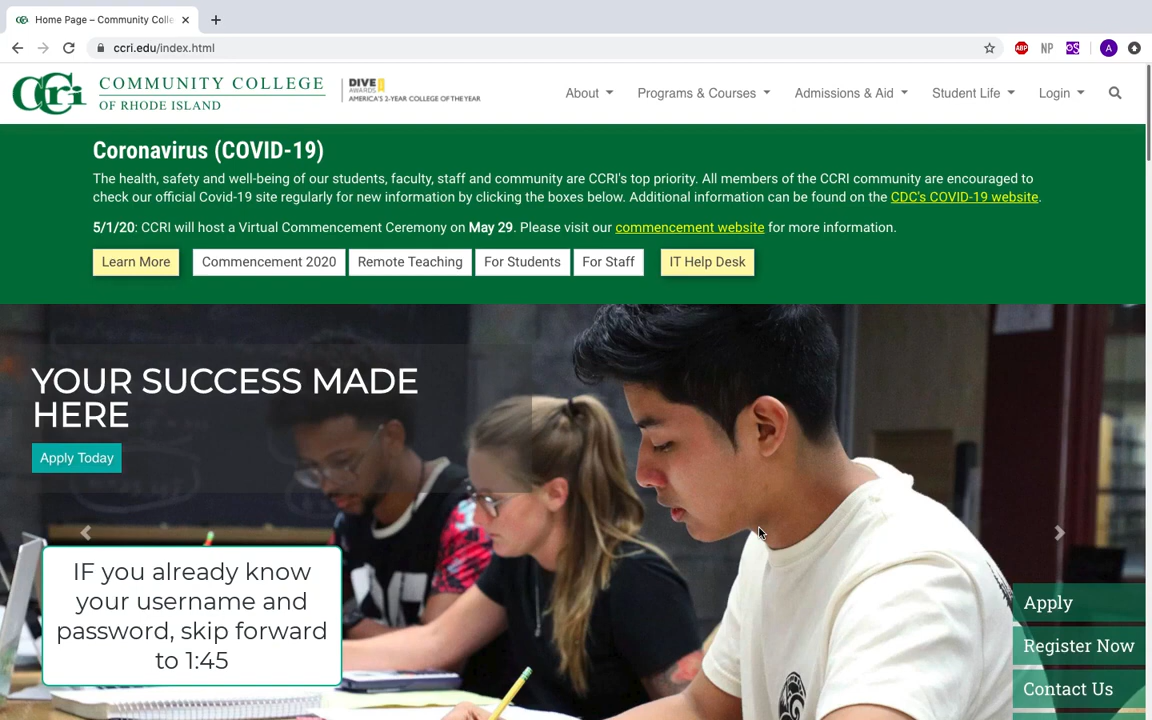 Home Page – Community Colle
ccri.edu/index.html
ABP
NP
A
CCri
COMMUNITY COLLEGE
OF RHODE ISLAND
DIVE
AWARDS
AMERICA'S 2-YEAR COLLEGE OF THE YEAR
About
Programs & Courses
Admissions & Aid
Student Life
Login
Coronavirus (COVID-19)
The health, safety and well-being of our students, faculty, staff and community are CCRI's top priority. All members of the CCRI community are encouraged to
check our official Covid-19 site regularly for new information by clicking the boxes below. Additional information can be found on the CDC's COVID-19 website.
5/1/20: CCRI will host a Virtual Commencement Ceremony on May 29. Please visit our commencement website for more information.
Learn More
Commencement 2020
Remote Teaching
For Students
For Staff
IT Help Desk
YOUR SUCCESS MADE
HERE
Apply Today
IF you already know
your username and
password, skip forward
to 1:45
Apply
Register Now
Contact Us